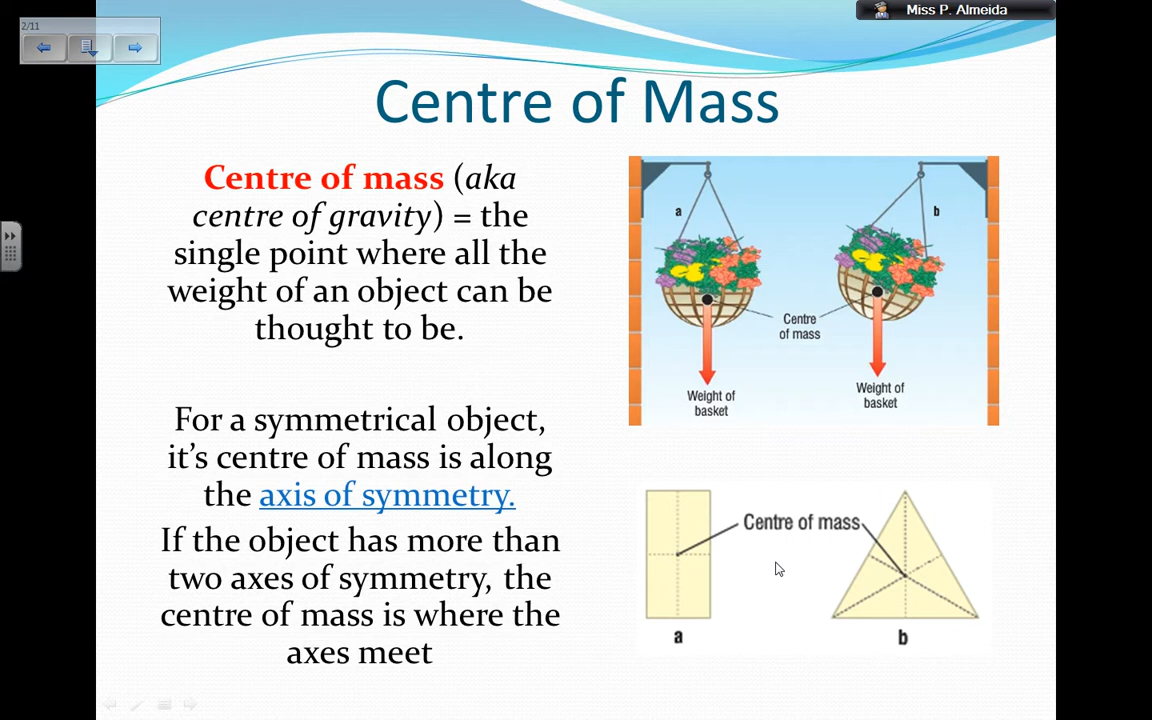 2/11
Miss P. Almeida
Centre of Mass
Centre of mass (aka
centre of gravity) = the
single point where all the
weight of an object can be
thought to be.
For a symmetrical object,
it’s centre of mass is along
the axis of symmetry.
If the object has more than
two axes of symmetry, the
centre of mass is where the
axes meet
a
b
Centre
of mass
Weight of
basket
Weight of
basket
Centre of mass
a
b